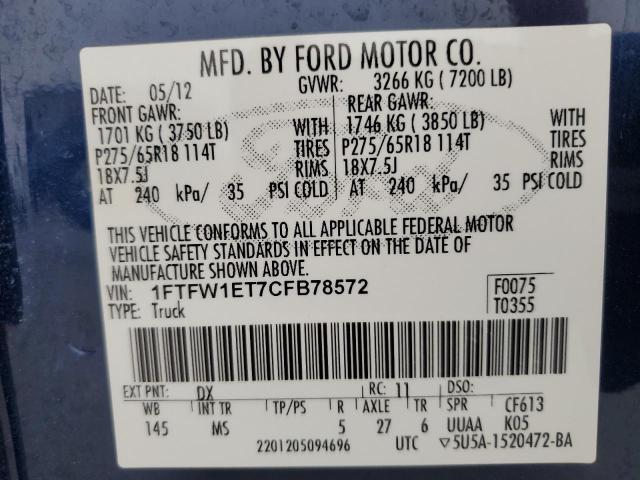 MFD. BY FORD MOTOR CO.
DATE: 05/12 GVWR: 3266 KG ( 7200 LB)
FRONT GAWR: REAR GAWR:
1701 KG ( 3750 LB) WITH 1746 KG ( 3850 LB) WITH
P275/65R18 114T TIRES P275/65R18 114T TIRES
18X7.5J RIMS 18X7.5J RIMS
AT 240 kPa/ 35 PSI COLD AT 240 kPa/ 35 PSI COLD
THIS VEHICLE CONFORMS TO ALL APPLICABLE FEDERAL MOTOR
VEHICLE SAFETY STANDARDS IN EFFECT ON THE DATE OF
MANUFACTURE SHOWN ABOVE.
VIN: 1FTFW1ET7CFB78572 F0075
TYPE: Truck T0355
EXT PNT: DX RC: 11 DSO:
WB INT TR TP/PS R AXLE TR SPR CF613
145 MS 5 27 6 UUAA K05
2201205094696 UTC ▽5U5A-1520472-BA